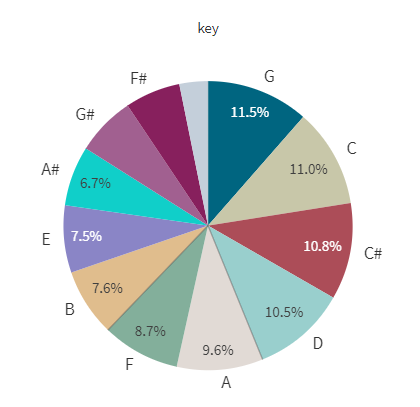 key
G
11.5%
C
11.0%
C#
10.8%
D
10.5%
A
9.6%
F
8.7%
B
7.6%
E
7.5%
A#
6.7%
G#
F#